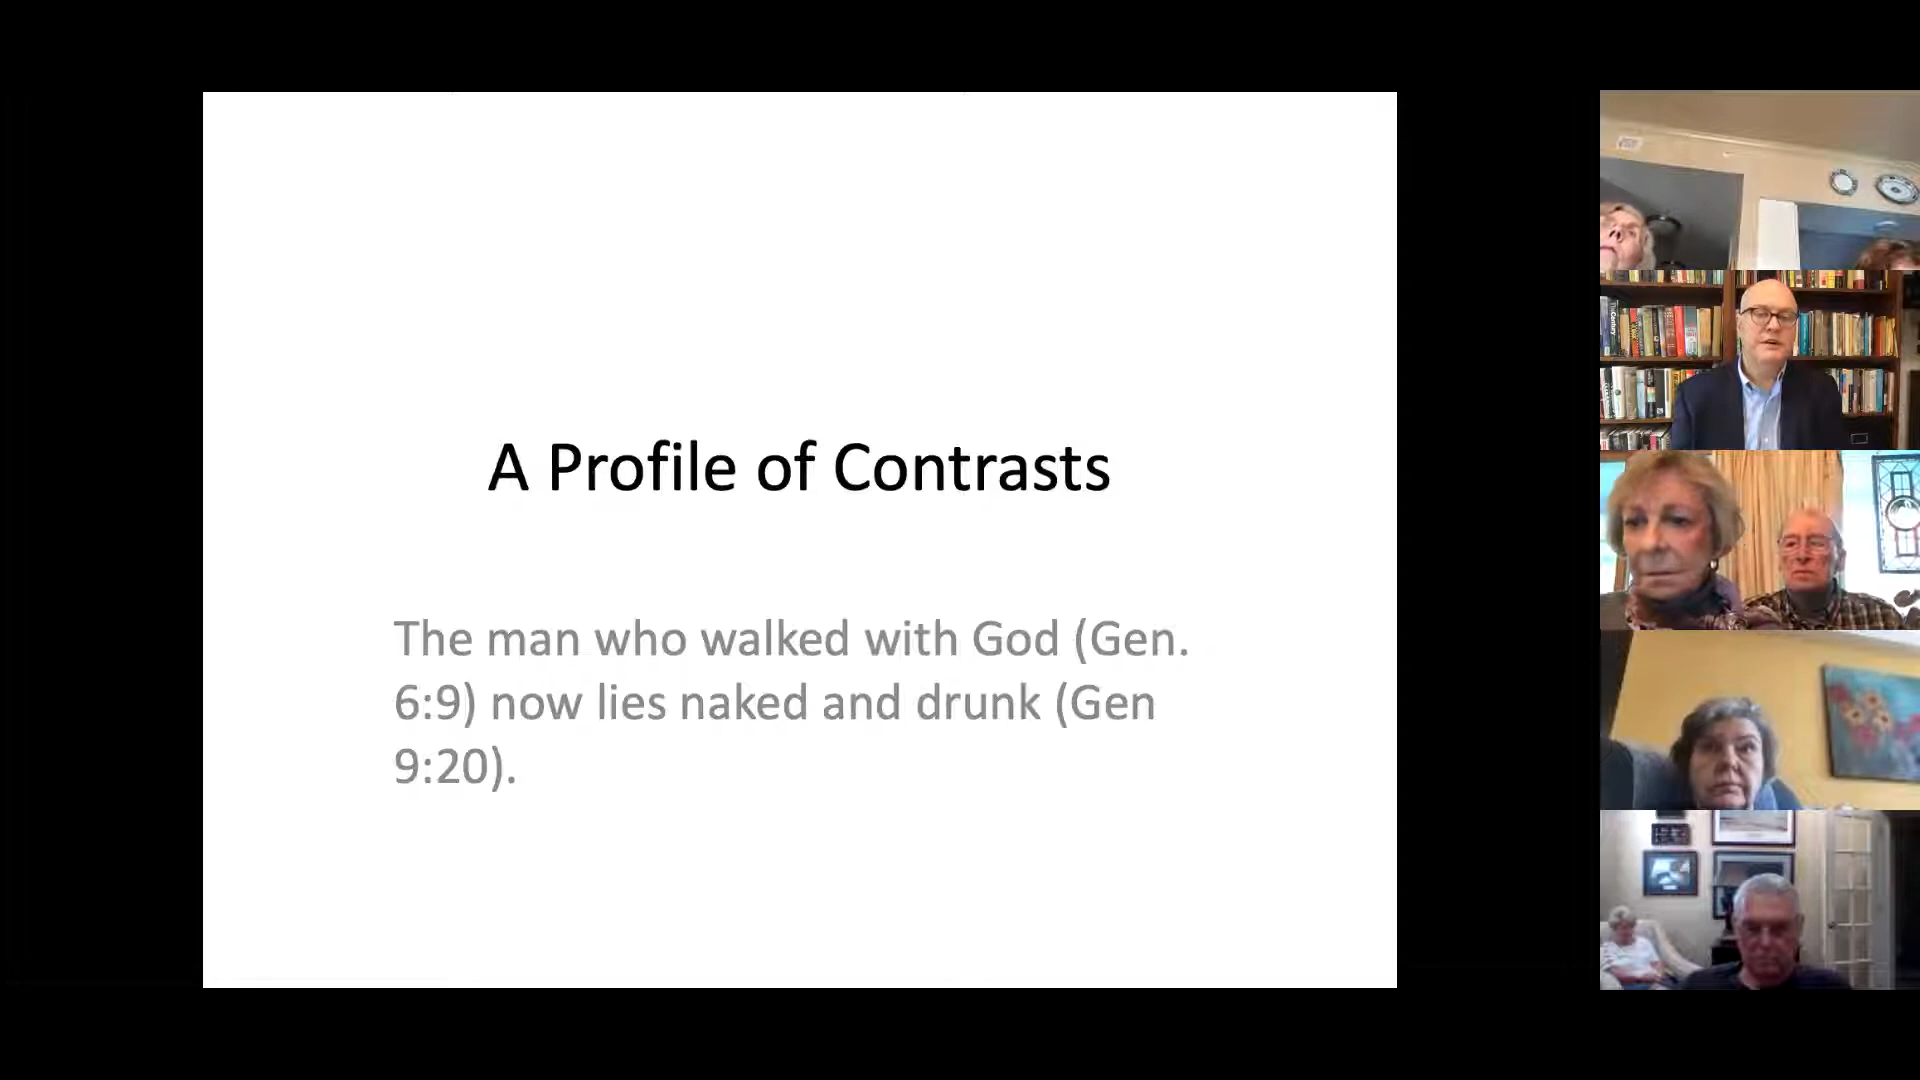 A Profile of Contrasts
The man who walked with God (Gen.
6:9) now lies naked and drunk (Gen
9:20).